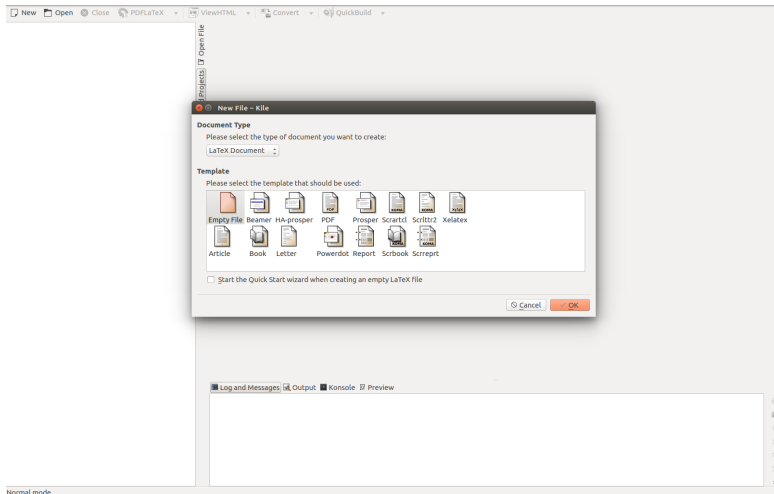 New Open Close PDFLaTeX ViewHTML Convert QuickBuild
Open File
Projects
New File – Kile
Document Type
Please select the type of document you want to create:
LaTeX Document
Template
Please select the template that should be used:
Empty File Beamer HA-prosper PDF Prosper Scrartcl Scrlttr2 Xelatex
Article Book Letter Powerdot Report Scrbook Scrreprt
Start the Quick Start wizard when creating an empty LaTeX file
Cancel OK
Log and Messages Output Konsole Preview
Normal mode